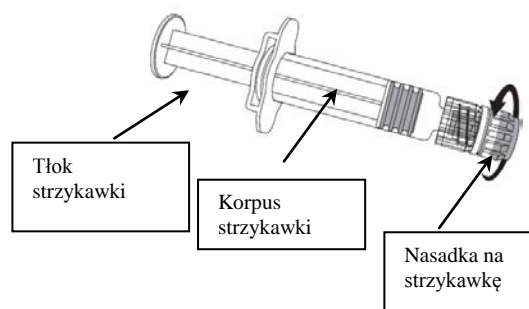 Tłok
strzykawki
Korpus
strzykawki
Nasadka na
strzykawkę